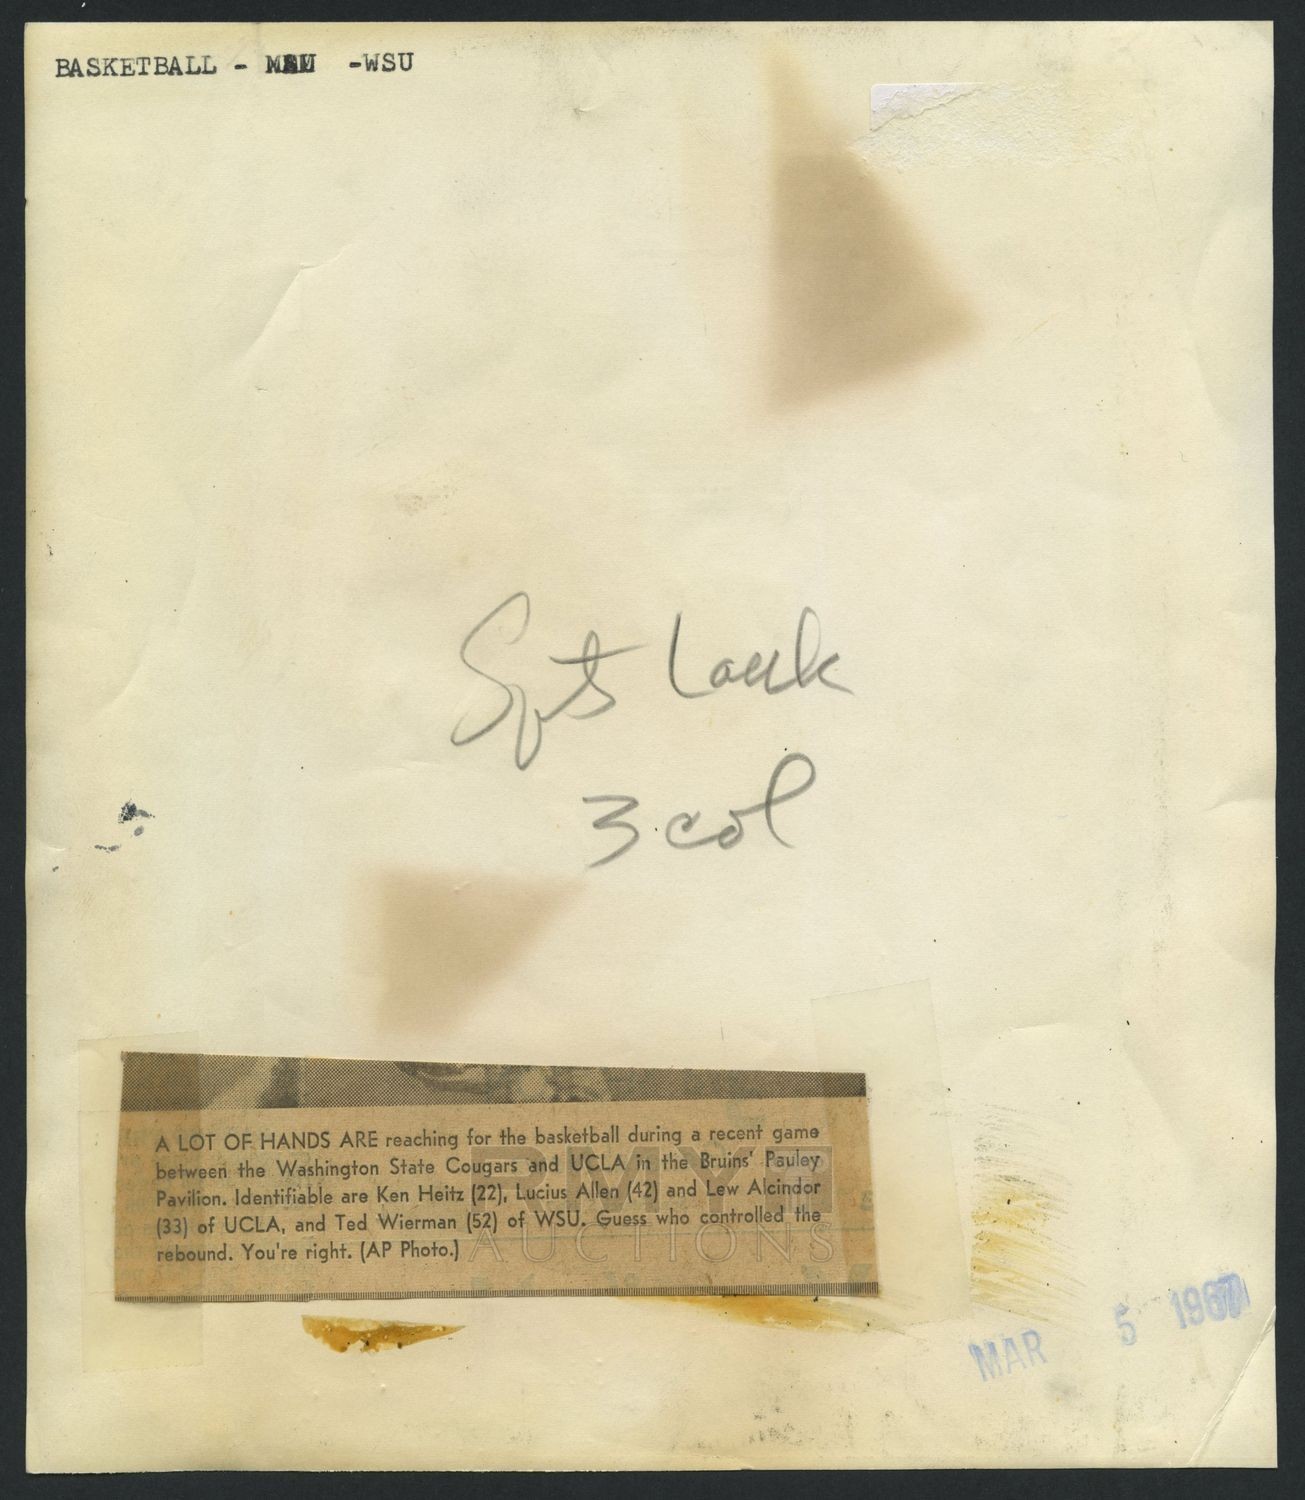 BASKETBALL - -WSU
Spts
3 col
A LOT OF HANDS ARE reaching for the basketball during a recent game
between the Washington State Cougars and UCLA in the Bruins' Pauley
Pavilion. Identifiable are Ken Heitz (22), Lucius Allen (42) and Lew Alcindor
(33) of UCLA, and Ted Wierman (52) of WSU. Guess who controlled the
rebound. You're right. (AP Photo.)
AUCTIONS
MAR 5 1967